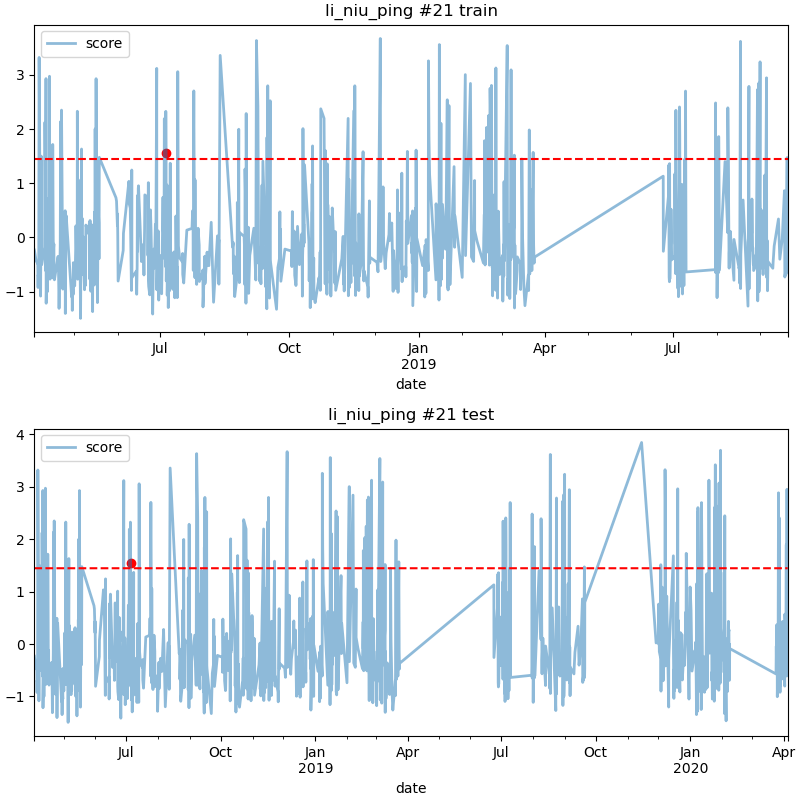 li_niu_ping #21 train
score
3
2
1
0
−1
Jul
Oct
Jan
2019
Apr
Jul
date
li_niu_ping #21 test
score
4
3
2
1
0
−1
Jul
Oct
Jan
2019
Apr
Jul
Oct
Jan
2020
Apr
date